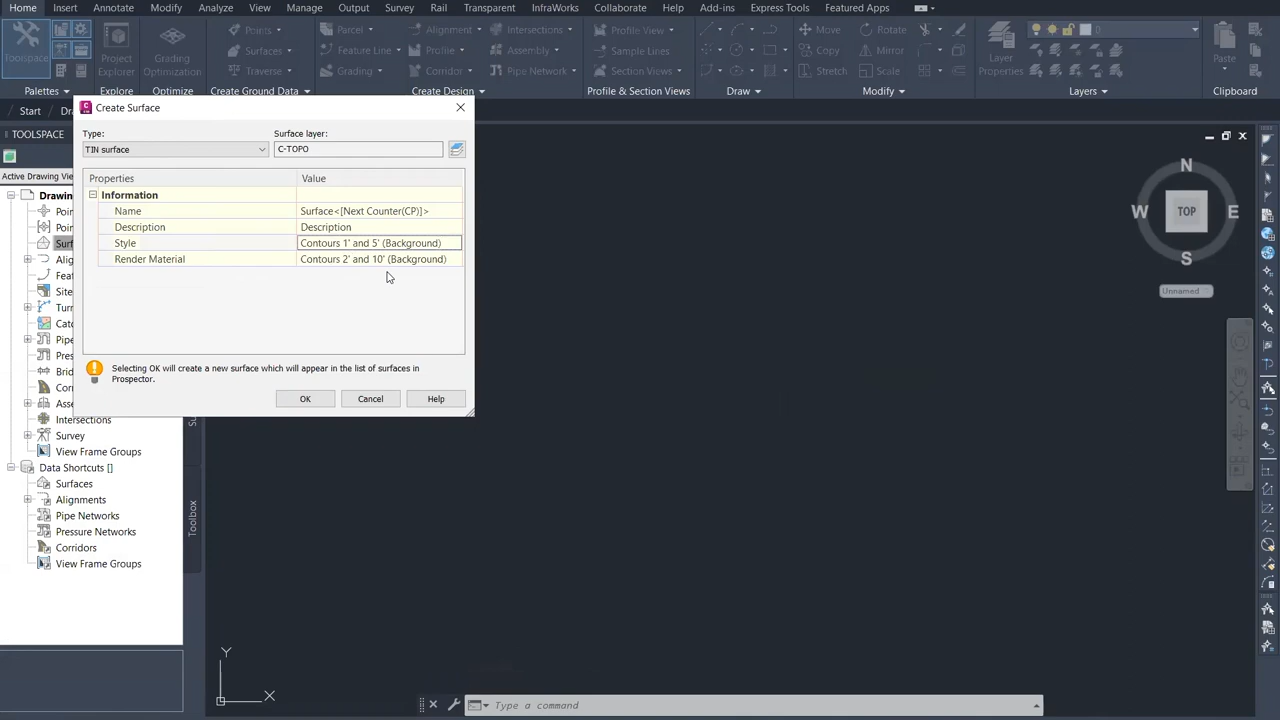 Home Insert Annotate Modify Analyze View Manage Output Survey Rail Transparent InfraWorks Collaborate Help Add-ins Express Tools Featured Apps
Toolspace
Project Explorer
Grading Optimization
Points
Surfaces
Traverse
Parcel
Feature Line
Grading
Alignment
Profile
Corridor
Intersections
Assembly
Pipe Network
Profile View
Sample Lines
Section Views
Move
Copy
Stretch
Rotate
Mirror
Scale
Layer Properties
0
Paste
Palettes Explore Optimize Create Ground Data Create Design Profile & Section Views Draw Modify Layers Clipboard
Start
TOOLSPACE
Create Surface
Type:
Surface layer:
TIN surface
C-TOPO
Properties Value
Information
Name Surface<[Next Counter(CP)]>
Description Description
Style Contours 1' and 5' (Background)
Render Material Contours 2' and 10' (Background)
Selecting OK will create a new surface which will appear in the list of surfaces in
Prospector.
OK Cancel Help
Intersections
Survey
View Frame Groups
Data Shortcuts []
Surfaces
Alignments
Pipe Networks
Pressure Networks
Corridors
View Frame Groups
Toolbox
N
W TOP E
S
Unnamed
Y
X
Type a command